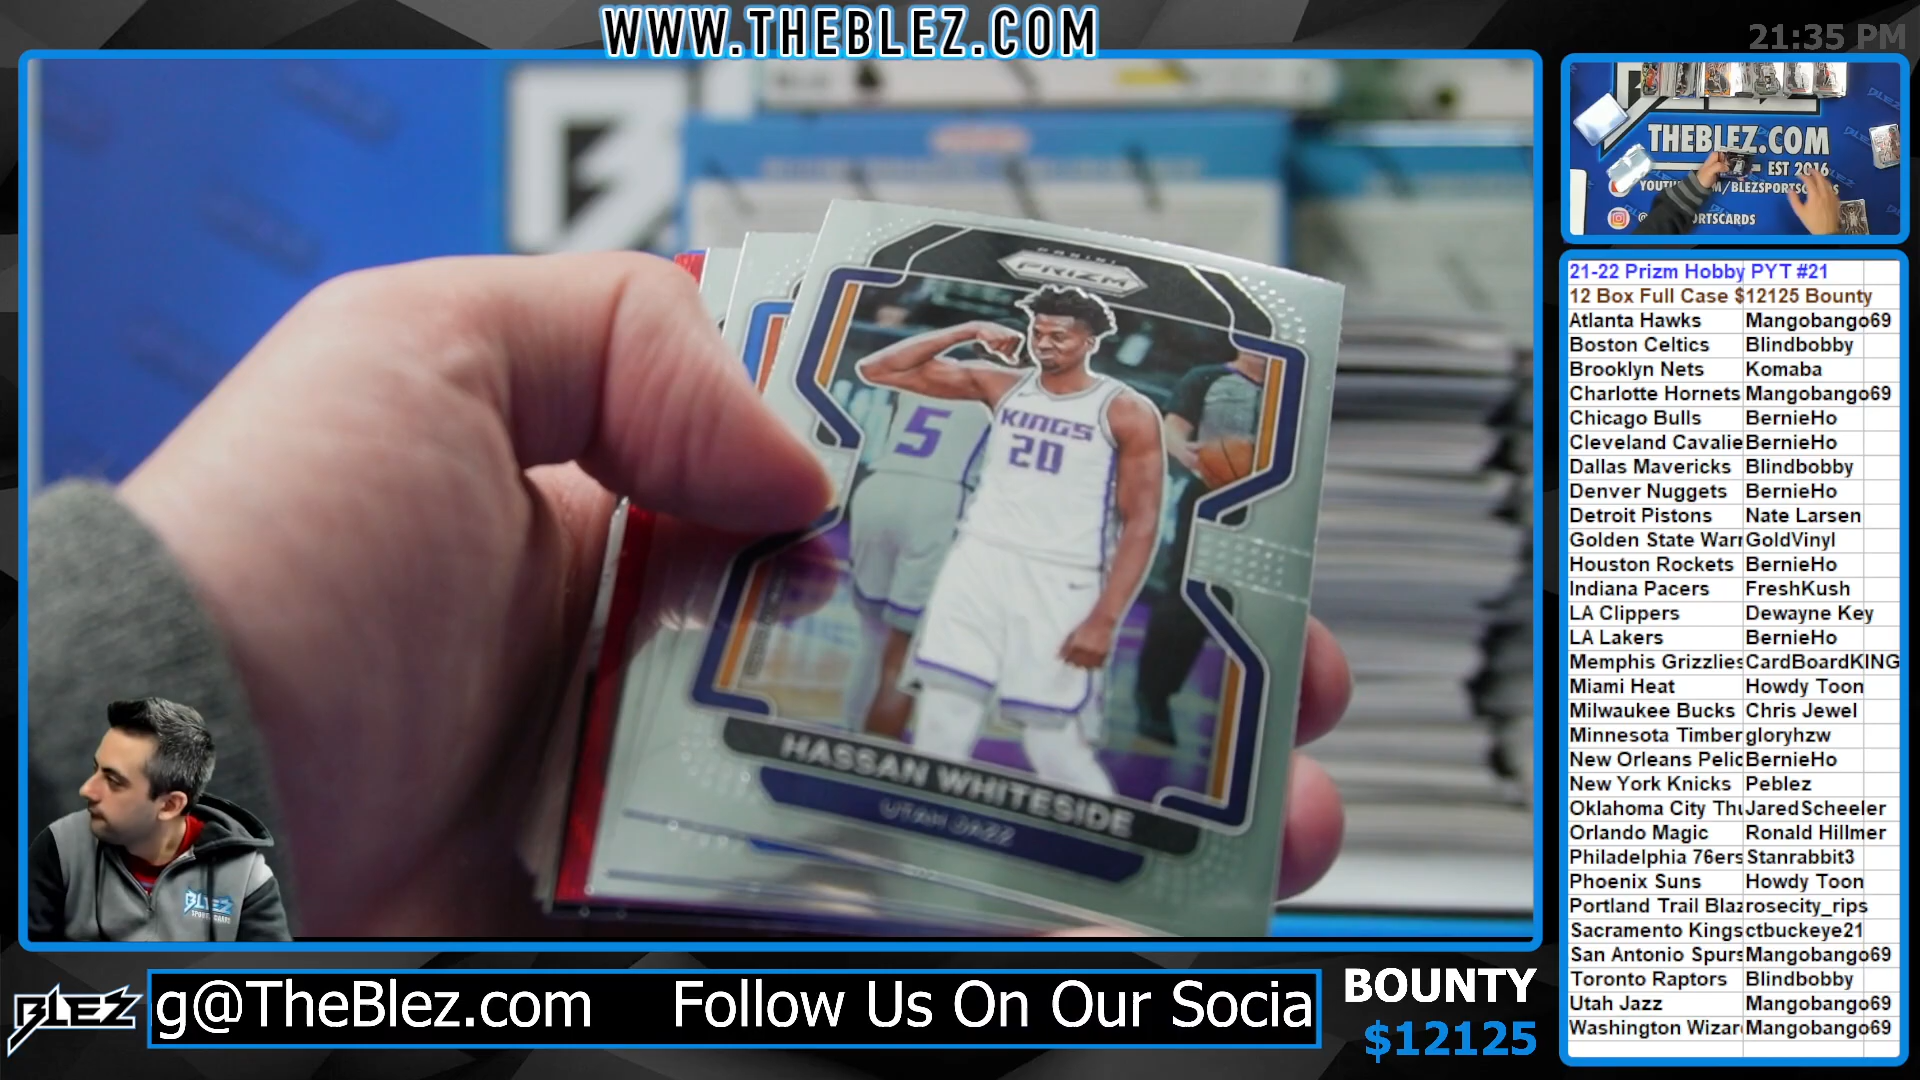 WWW.THEBLEZ.COM
21:35 PM
PANINI
PRIZM
5
KINGS
20
HASSAN WHITESIDE
UTAH JAZZ
THEBLEZ.COM
EST 2016
21-22 Prizm Hobby PYT #21
12 Box Full Case $12125 Bounty
Atlanta Hawks Mangobango69
Boston Celtics Blindbobby
Brooklyn Nets Komaba
Charlotte Hornets Mangobango69
Chicago Bulls BernieHo
Cleveland Cavalie BernieHo
Dallas Mavericks Blindbobby
Denver Nuggets BernieHo
Detroit Pistons Nate Larsen
Golden State Warr GoldVinyl
Houston Rockets BernieHo
Indiana Pacers FreshKush
LA Clippers Dewayne Key
LA Lakers BernieHo
Memphis Grizzlies CardBoardKING
Miami Heat Howdy Toon
Milwaukee Bucks Chris Jewel
Minnesota Timber gloryhzw
New Orleans Pelic BernieHo
New York Knicks Peblez
Oklahoma City Thu JaredScheeler
Orlando Magic Ronald Hillmer
Philadelphia 76ers Stanrabbit3
Phoenix Suns Howdy Toon
Portland Trail Blaz rosecity_rips
Sacramento Kings ctbuckeye21
San Antonio Spurs Mangobango69
Toronto Raptors Blindbobby
Utah Jazz Mangobango69
Washington Wizar Mangobango69
BLEZ
BLEZ
g@TheBlez.com Follow Us On Our Socia
BOUNTY
$12125